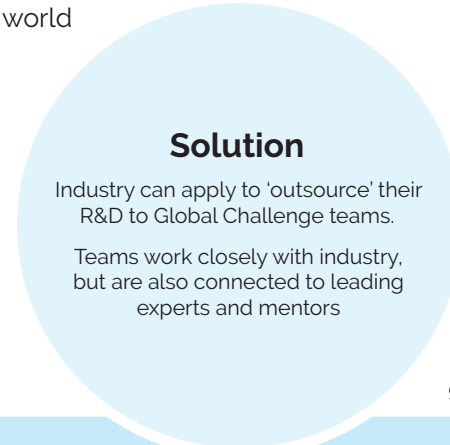 world
Solution
Industry can apply to ‘outsource’ their
R&D to Global Challenge teams.
Teams work closely with industry,
but are also connected to leading
experts and mentors